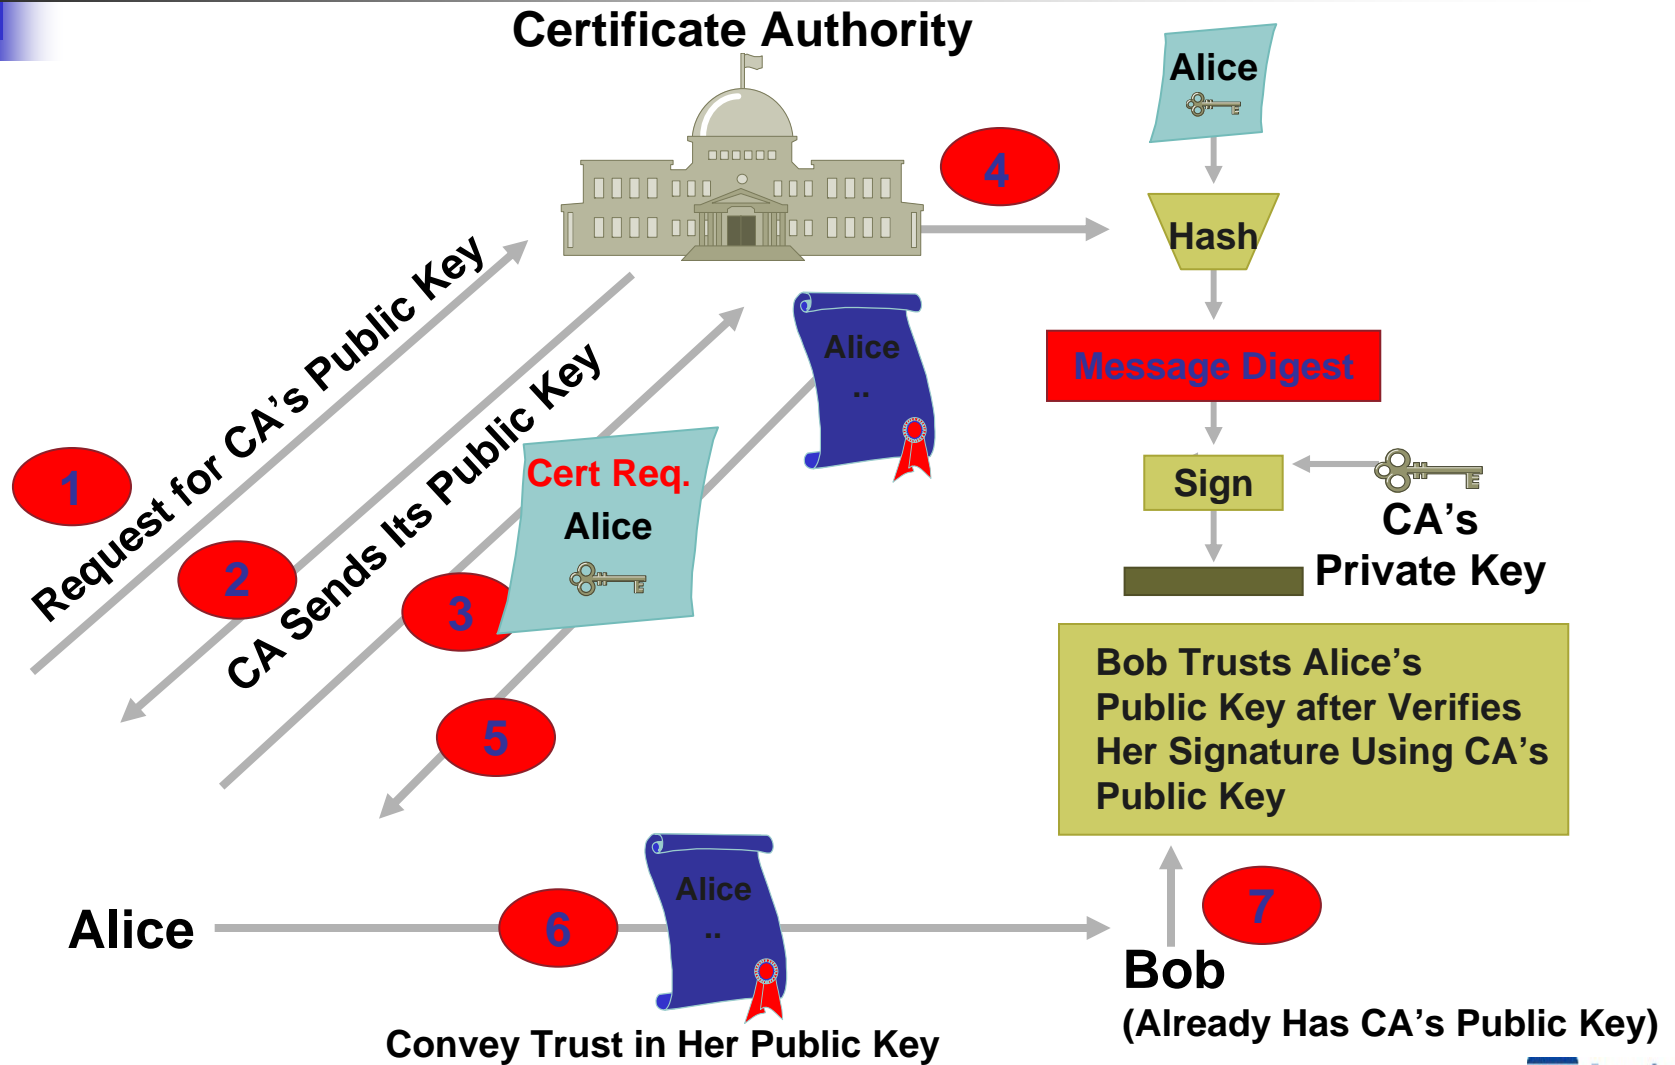 Certificate Authority
Alice
4
Hash
Request for CA's Public Key
Alice
..
Message Digest
CA Sends Its Public Key
1
Cert Req.
Alice
Sign
CA's
Private Key
2
3
Bob Trusts Alice's
Public Key after Verifies
Her Signature Using CA's
Public Key
5
Alice
6
Alice
..
7
Bob
(Already Has CA's Public Key)
Convey Trust in Her Public Key